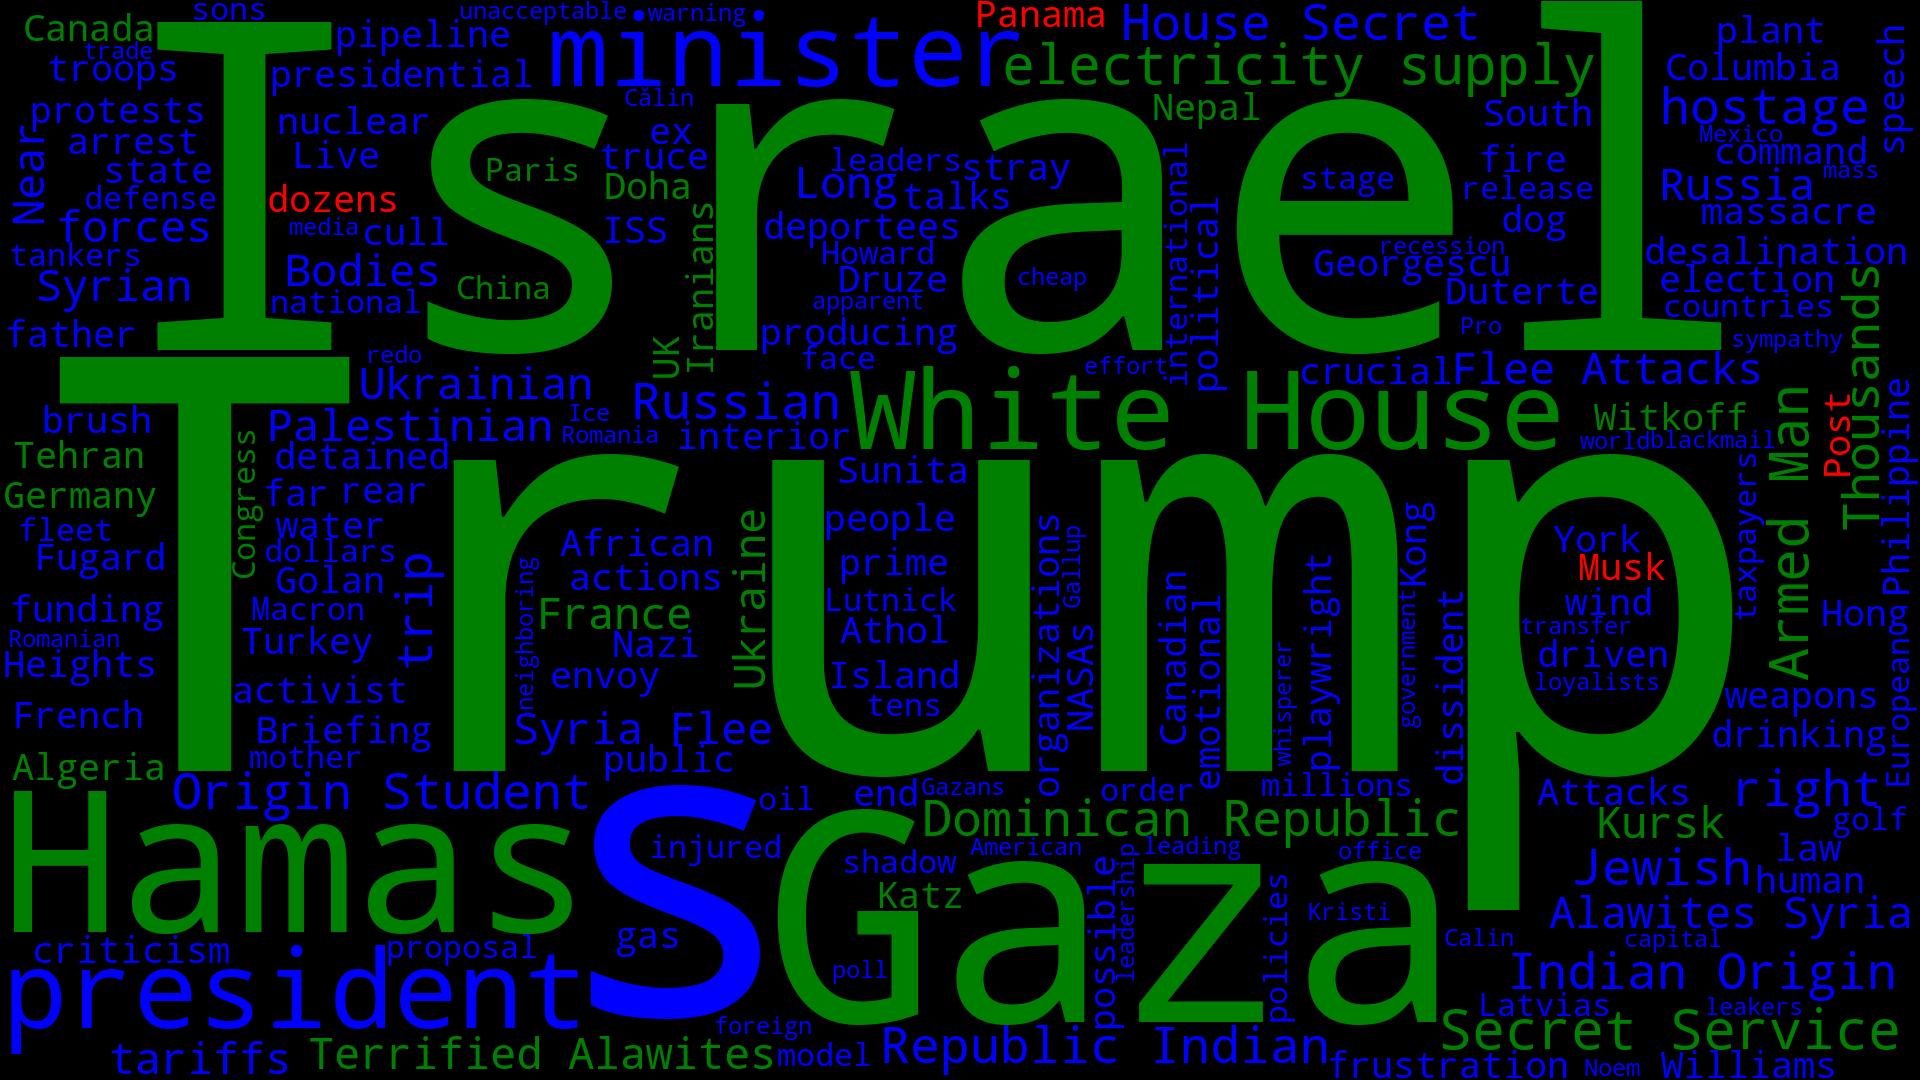 Canada
trade
troops
sons
pipeline
presidential
unacceptable
warning
minister
Panama
House Secret
electricity supply
plant
Columbia
speech
protests
arrest
state
defense
Near
forces
tankers
Syrian
father
Israel
nuclear
Live
dozens
media
cull
Bodies
national
Paris
China
Călin
ex
truce
Doha
ISS
Iranians
UK
Long
leaders
talks
stray
deportees
Howard
Druze
apparent
producing
face
cheap
Nepal
international
political
stage
recession
Georgescu
South
fire
release
dog
Duterte
Pro
hostage
Mexico
command
mass
Russia
massacre
desalination
election
countries
sympathy
Thousands
redo
Ukrainian
Palestinian
Ice
Romania
Russian
interior
effort
White House
crucial
Flee Attacks
Witkoff
world
blackmail
Armed Man
Post
Philippine
brush
Tehran
Germany
fleet
Fugard
funding
Romanian
Heights
French
Algeria
Trump
Congress
detained
far
rear
water
dollars
Golan
Macron
Turkey
trip
activist
Briefing
mother
African
actions
France
Nazi
envoy
neighboring
Syria Flee
public
Ukraine
Sunita
people
prime
Lutnick
Athol
Island
tens
organizations
Gallup
NASAs
Canadian
emotional
whisperer
playwright
Kong
government
dissident
York
Musk
wind
transfer
driven
loyalists
taxpayers
Hong
European
weapons
drinking
Origin Student
oil
end
Gazans
order
millions
Attacks
right
golf
Hamas
s
injured
gas
Gaza
Dominican Republic
shadow
American
Katz
poll
leading
leadership
possible
office
Kristi
policies
Kursk
Jewish
law
human
Alawites Syria
Calin
capital
Indian Origin
Latvias
leakers
criticism
proposal
president
foreign
tariffs
Terrified Alawites
model
Republic Indian
Secret Service
frustration
Noem
Williams